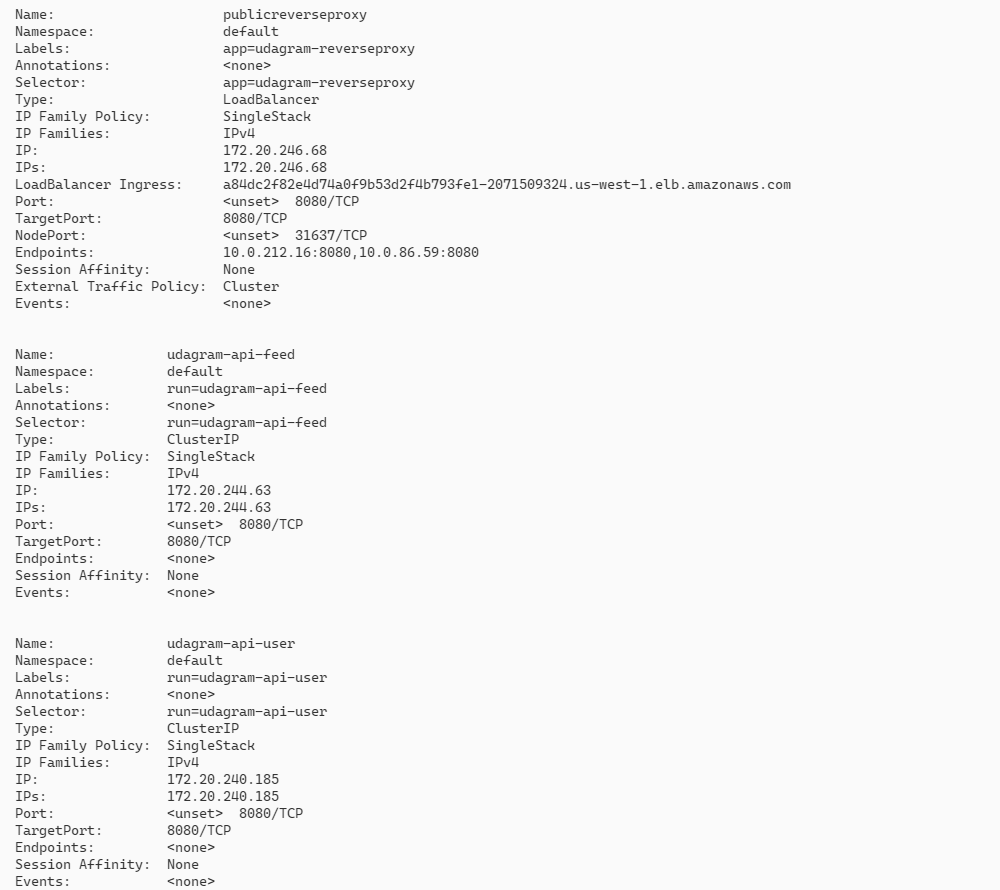 Name:                     publicreverseproxy
Namespace:                default
Labels:                   app=udagram-reverseproxy
Annotations:              <none>
Selector:                 app=udagram-reverseproxy
Type:                     LoadBalancer
IP Family Policy:         SingleStack
IP Families:              IPv4
IP:                       172.20.246.68
IPs:                      172.20.246.68
LoadBalancer Ingress:     a84dc2f82e4d74a0f9b53d2f4b793fe1-2071509324.us-west-1.elb.amazonaws.com
Port:                     <unset>  8080/TCP
TargetPort:               8080/TCP
NodePort:                 <unset>  31637/TCP
Endpoints:                10.0.212.16:8080,10.0.86.59:8080
Session Affinity:         None
External Traffic Policy:  Cluster
Events:                   <none>

Name:              udagram-api-feed
Namespace:         default
Labels:            run=udagram-api-feed
Annotations:       <none>
Selector:          run=udagram-api-feed
Type:              ClusterIP
IP Family Policy:  SingleStack
IP Families:       IPv4
IP:                172.20.244.63
IPs:               172.20.244.63
Port:              <unset>  8080/TCP
TargetPort:        8080/TCP
Endpoints:         <none>
Session Affinity:  None
Events:            <none>

Name:              udagram-api-user
Namespace:         default
Labels:            run=udagram-api-user
Annotations:       <none>
Selector:          run=udagram-api-user
Type:              ClusterIP
IP Family Policy:  SingleStack
IP Families:       IPv4
IP:                172.20.240.185
IPs:               172.20.240.185
Port:              <unset>  8080/TCP
TargetPort:        8080/TCP
Endpoints:         <none>
Session Affinity:  None
Events:            <none>